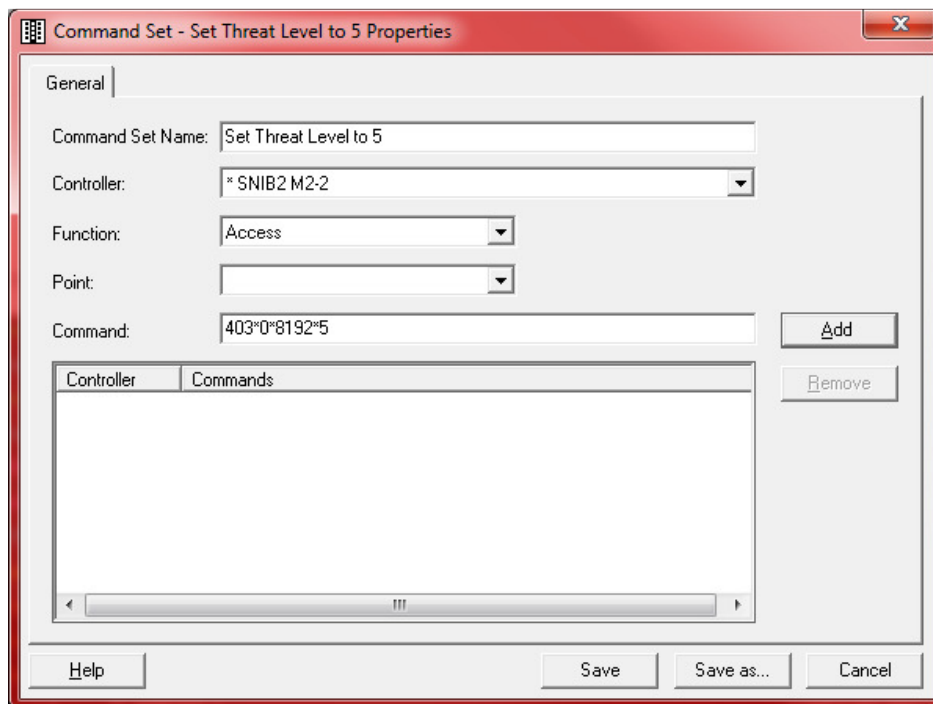 Command Set - Set Threat Level to 5 Properties
General
Command Set Name: Set Threat Level to 5
Controller: * SNIB2 M2-2
Function: Access
Point:
Command: 403*0*8192*5 Add
Controller Commands Remove
Help Save Save as... Cancel